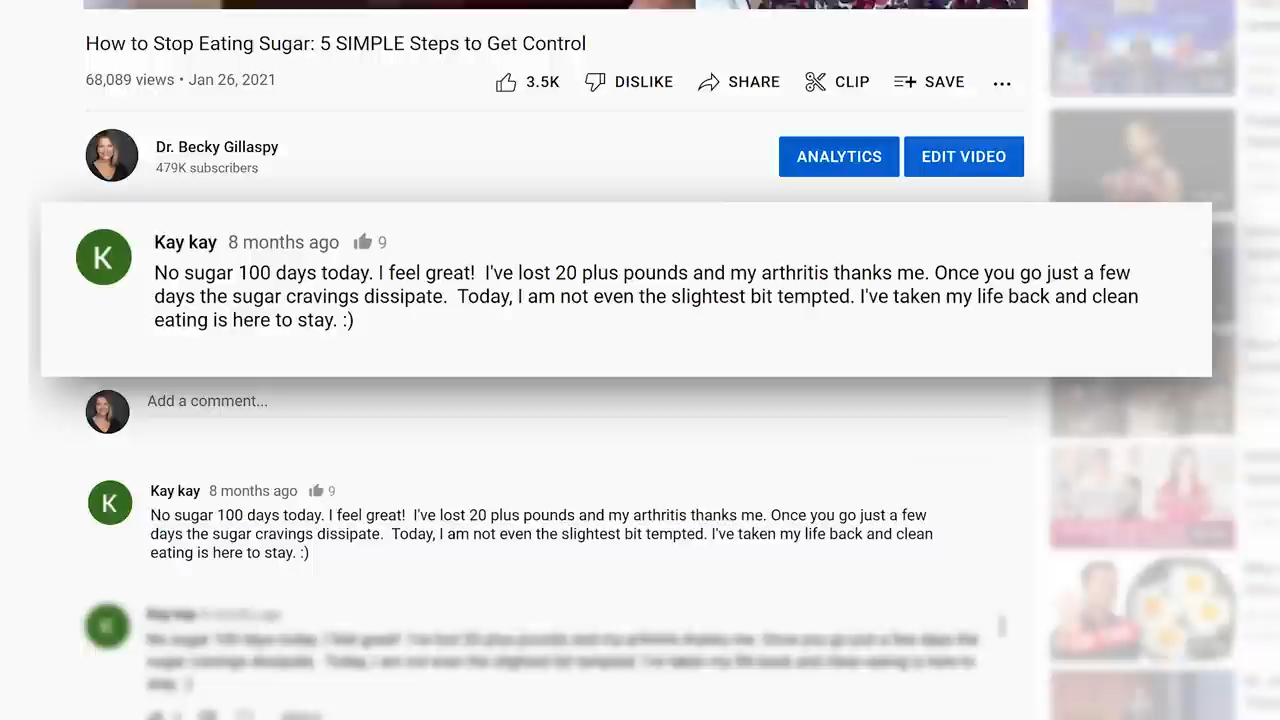 How to Stop Eating Sugar: 5 SIMPLE Steps to Get Control
68,089 views • Jan 26, 2021
3.5K DISLIKE SHARE CLIP SAVE ...
Dr. Becky Gillaspy
479K subscribers
ANALYTICS EDIT VIDEO
K
Kay kay 8 months ago 9
No sugar 100 days today. I feel great! I've lost 20 plus pounds and my arthritis thanks me. Once you go just a few
days the sugar cravings dissipate. Today, I am not even the slightest bit tempted. I've taken my life back and clean
eating is here to stay. :)
Add a comment...
K
Kay kay 8 months ago 9
No sugar 100 days today. I feel great! I've lost 20 plus pounds and my arthritis thanks me. Once you go just a few
days the sugar cravings dissipate. Today, I am not even the slightest bit tempted. I've taken my life back and clean
eating is here to stay. :)